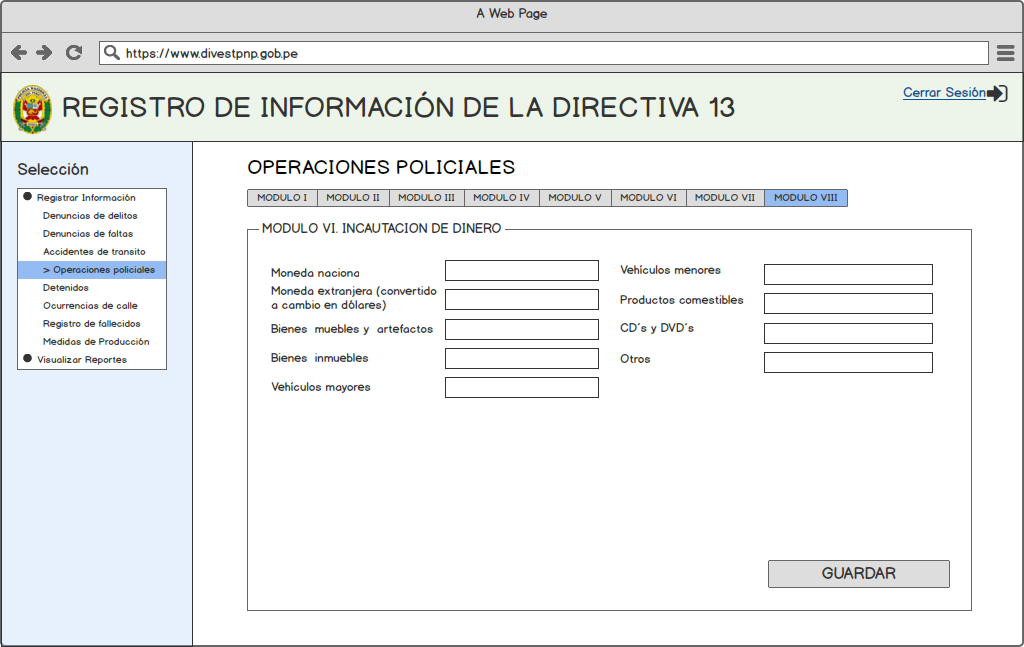 A Web Page
https://www.divestpnp.gob.pe
REGISTRO DE INFORMACIÓN DE LA DIRECTIVA 13
Cerrar Sesión
Selección
Registrar Información
Denuncias de delitos
Denuncias de faltas
Accidentes de transito
> Operaciones policiales
Detenidos
Ocurrencias de calle
Registro de fallecidos
Medidas de Producción
Visualizar Reportes
OPERACIONES POLICIALES
MODULO I MODULO II MODULO III MODULO IV MODULO V MODULO VI MODULO VII MODULO VIII
MODULO VI. INCAUTACION DE DINERO
Moneda naciona
Moneda extranjera (convertido
a cambio en dólares)
Bienes muebles y artefactos
Bienes inmuebles
Vehículos mayores
Vehículos menores
Productos comestibles
CD´s y DVD´s
Otros
GUARDAR